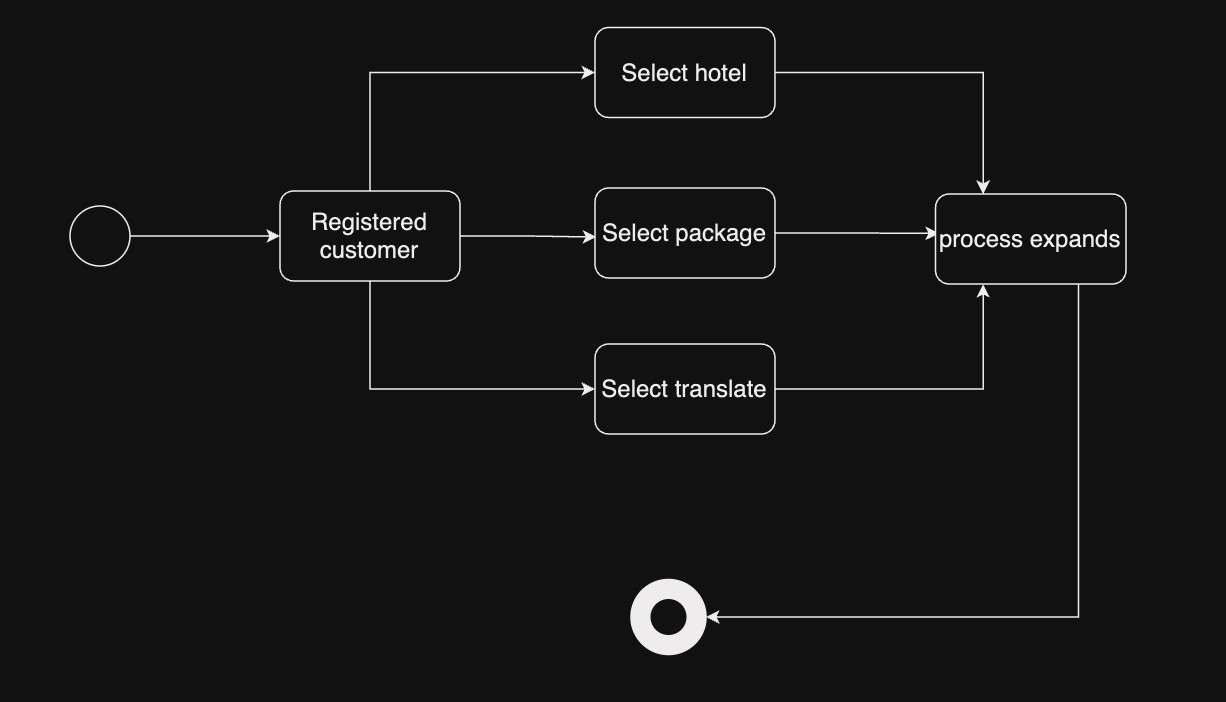 Select hotel
Registered
customer
Select package
process expands
Select translate